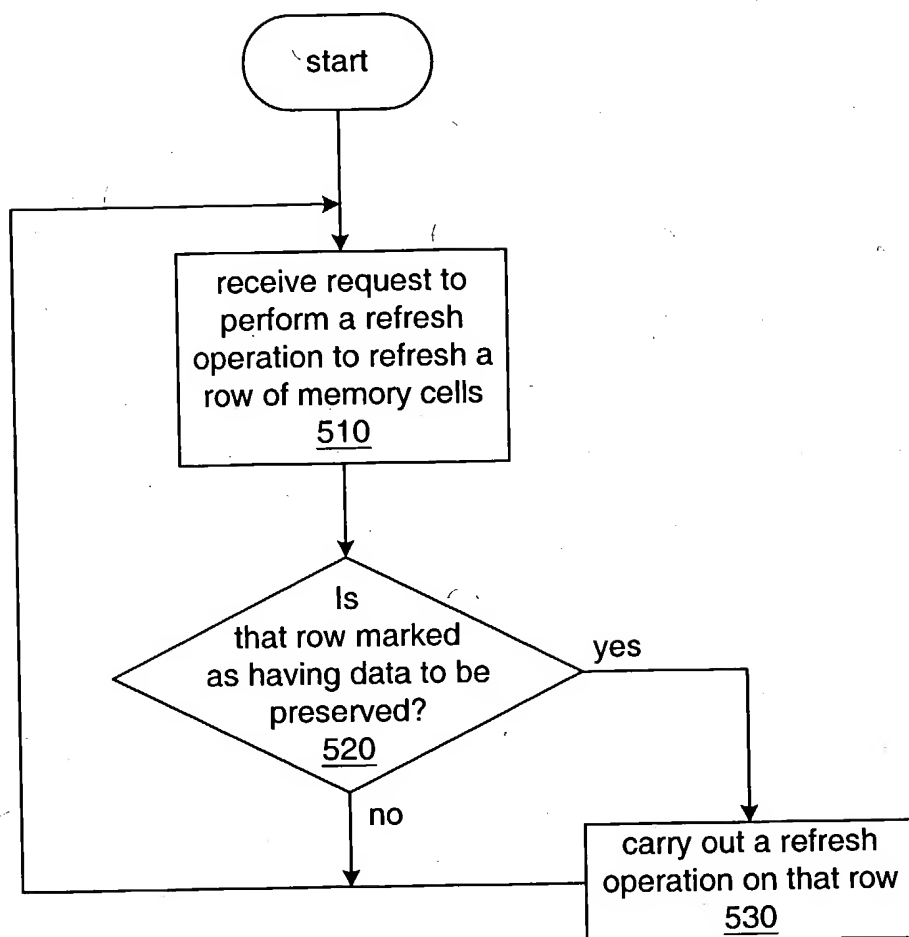 start
receive request to
perform a refresh
operation to refresh a
row of memory cells
510
Is
that row marked
as having data to be
preserved?
520
yes
no
carry out a refresh
operation on that row
530